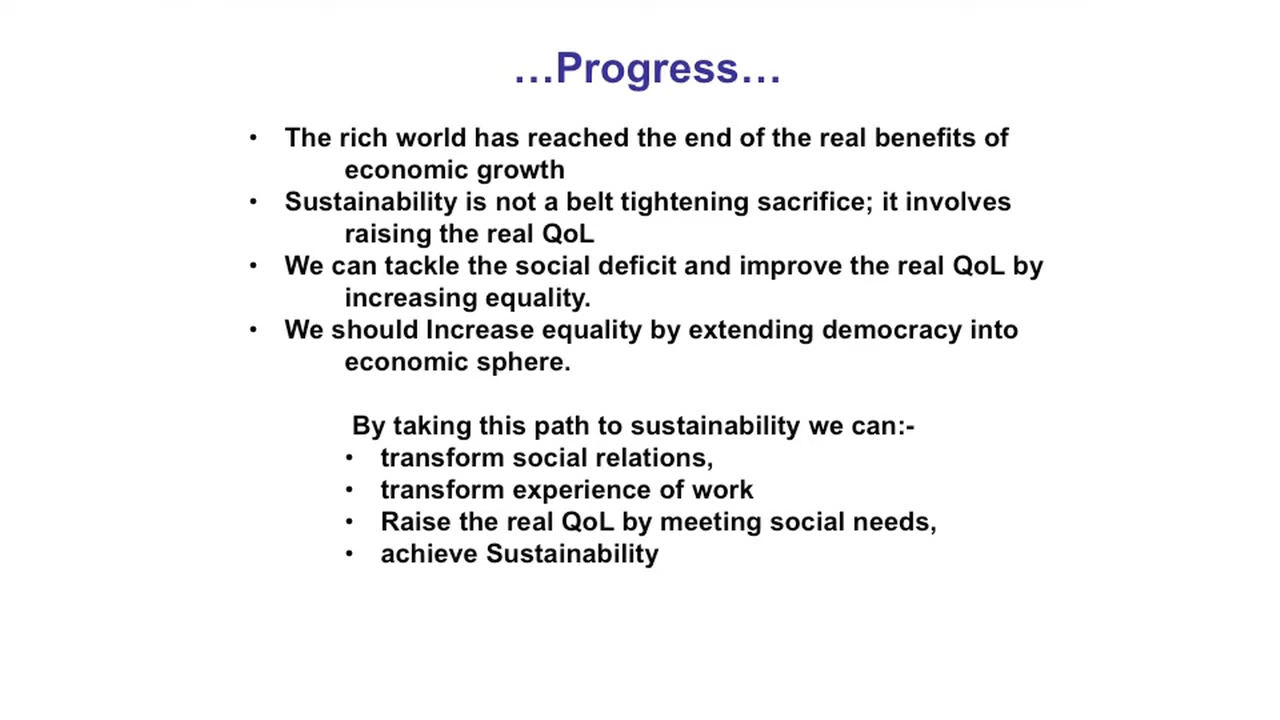 …Progress…
• The rich world has reached the end of the real benefits of
economic growth
• Sustainability is not a belt tightening sacrifice; it involves
raising the real QoL
• We can tackle the social deficit and improve the real QoL by
increasing equality.
• We should Increase equality by extending democracy into
economic sphere.
By taking this path to sustainability we can:-
• transform social relations,
• transform experience of work
• Raise the real QoL by meeting social needs,
• achieve Sustainability